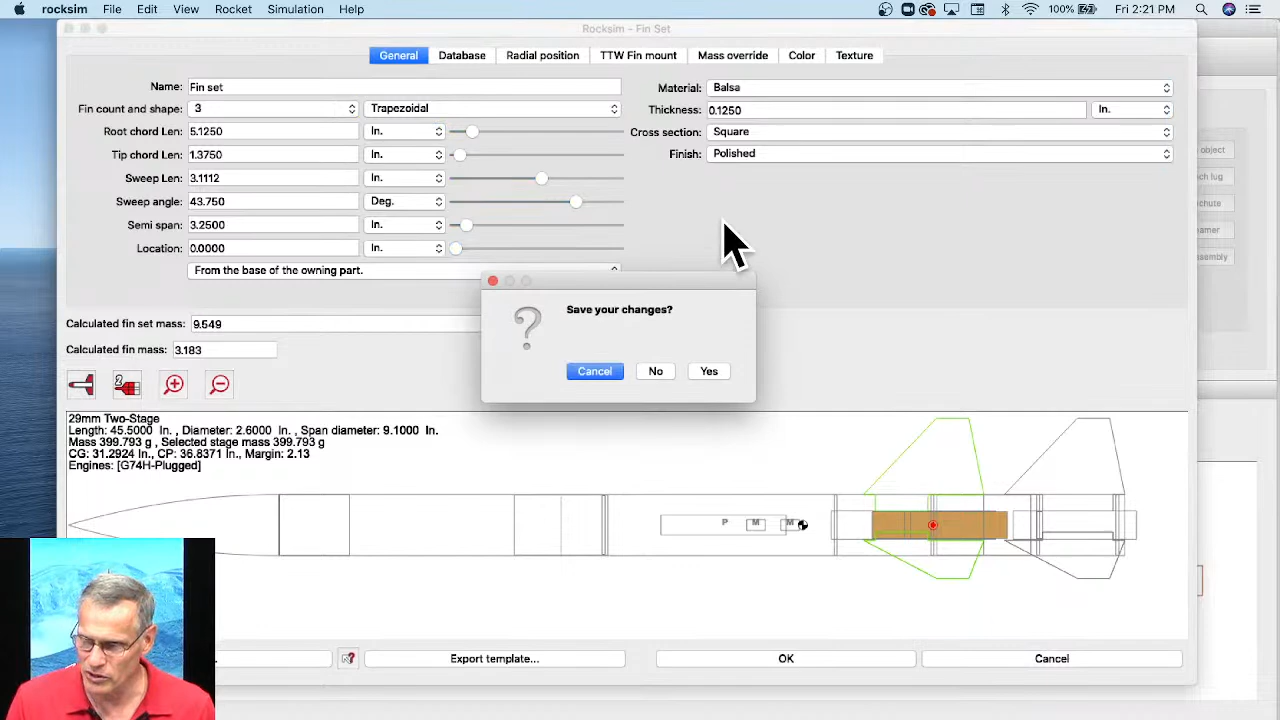 rocksim File Edit View Rocket Simulation Help
100% Fri 2:21 PM
Rocksim - Fin Set
General Database Radial position TTW Fin mount Mass override Color Texture
Name: Fin set
Material: Balsa
Fin count and shape: 3 Trapezoidal
Thickness: 0.1250 In.
Root chord Len: 5.1250 In.
Cross section: Square
Tip chord Len: 1.3750 In.
Finish: Polished
Sweep Len: 3.1112 In.
Sweep angle: 43.750 Deg.
Semi span: 3.2500 In.
Location: 0.0000 In.
From the base of the owning part.
object
ch lug
chute
amer
assembly
Save your changes?
Cancel No Yes
Calculated fin set mass: 9.549
Calculated fin mass: 3.183
29mm Two-Stage
Length: 45.5000 In. , Diameter: 2.6000 In. , Span diameter: 9.1000 In.
Mass 399.793 g , Selected stage mass 399.793 g
CG: 31.2924 In., CP: 36.8371 In., Margin: 2.13
Engines: [G74H-Plugged]
P M M
Export template... OK Cancel